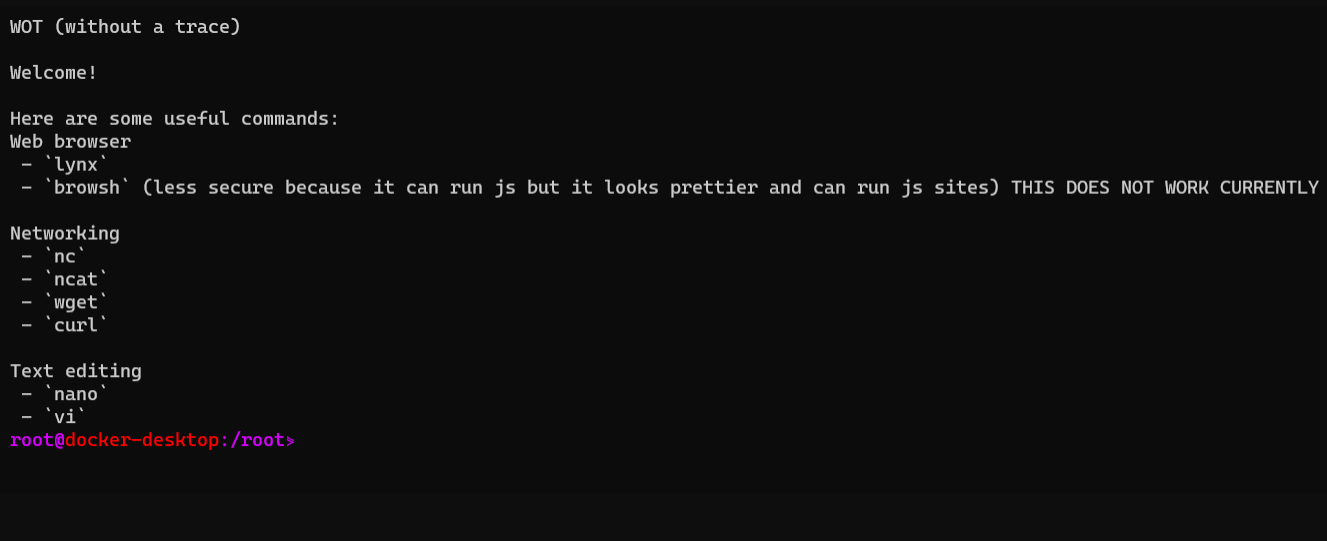 WOT (without a trace)
Welcome!
Here are some useful commands:
Web browser
- `lynx`
- `browsh` (less secure because it can run js but it looks prettier and can run js sites) THIS DOES NOT WORK CURRENTLY
Networking
- `nc`
- `ncat`
- `wget`
- `curl`
Text editing
- `nano`
- `vi`
root@docker-desktop:/root>